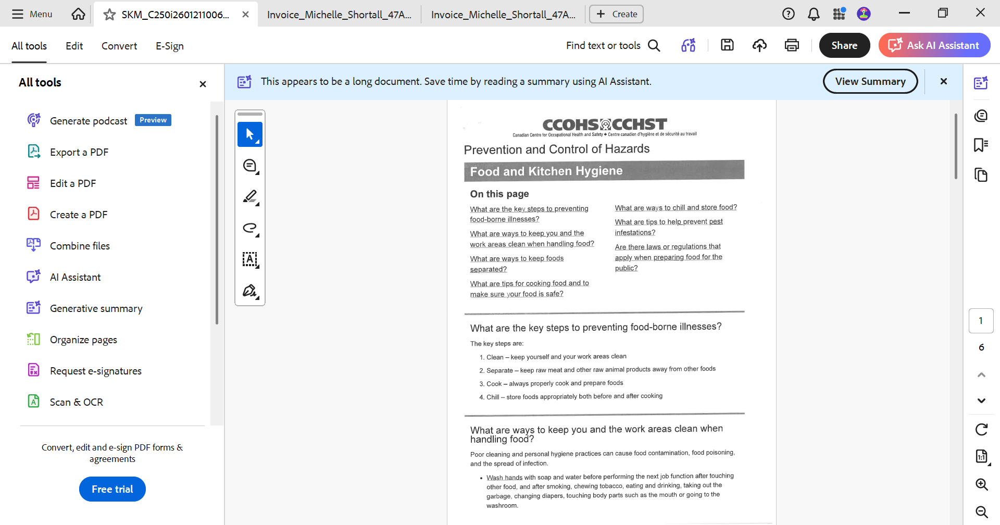 Menu
SKM_C250i2601211006...
Invoice_Michelle_Shortall_47A...
Invoice_Michelle_Shortall_47A...
Create
All tools
Edit
Convert
E-Sign
Find text or tools
Share
Ask AI Assistant
All tools
Generate podcast
Preview
Export a PDF
Edit a PDF
Create a PDF
Combine files
AI Assistant
Generative summary
Organize pages
Request e-signatures
Scan & OCR
Convert, edit and e-sign PDF forms &
agreements
Free trial
This appears to be a long document. Save time by reading a summary using AI Assistant.
View Summary
CCOHS CCHST
Canadian Centre for Occupational Health and Safety Centre canadien d'hygiène et de sécurité au travail
Prevention and Control of Hazards
Food and Kitchen Hygiene
On this page
What are the key steps to preventing
food-borne illnesses?
What are ways to keep you and the
work areas clean when handling food?
What are ways to keep foods
separated?
What are tips for cooking food and to
make sure your food is safe?
What are ways to chill and store food?
What are tips to help prevent pest
infestations?
Are there laws or regulations that
apply when preparing food for the
public?
What are the key steps to preventing food-borne illnesses?
The key steps are:
1. Clean – keep yourself and your work areas clean
2. Separate – keep raw meat and other raw animal products away from other foods
3. Cook – always properly cook and prepare foods
4. Chill – store foods appropriately both before and after cooking
What are ways to keep you and the work areas clean when
handling food?
Poor cleaning and personal hygiene practices can cause food contamination, food poisoning,
and the spread of infection.
• Wash hands with soap and water before performing the next job function after touching
other food, and after smoking, chewing tobacco, eating and drinking, taking out the
garbage, changing diapers, touching body parts such as the mouth or going to the
washroom.
1
6
1:1